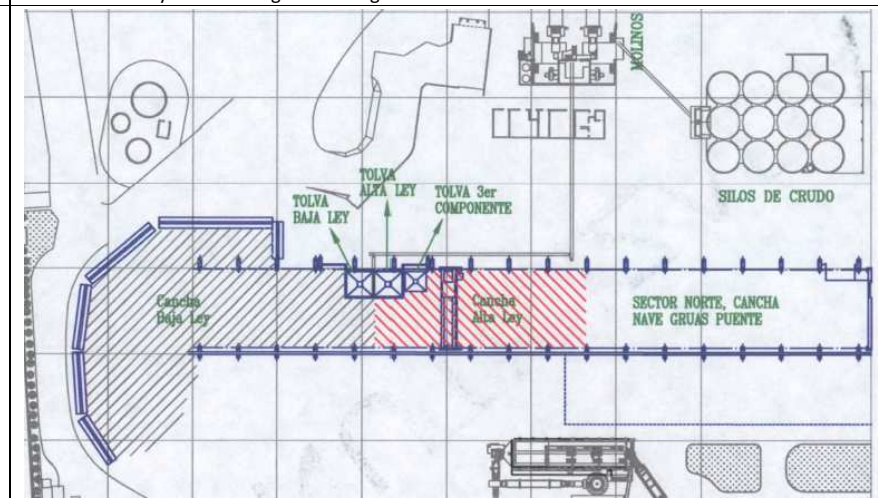 MOLINOS
TOLVA
ALTA LEY
TOLVA
BAJA LEY
TOLVA 3er
COMPONENTE
SILOS DE CRUDO
Cancha
Baja Ley
Cancha
Alta Ley
SECTOR NORTE, CANCHA
NAVE GRUAS PUENTE